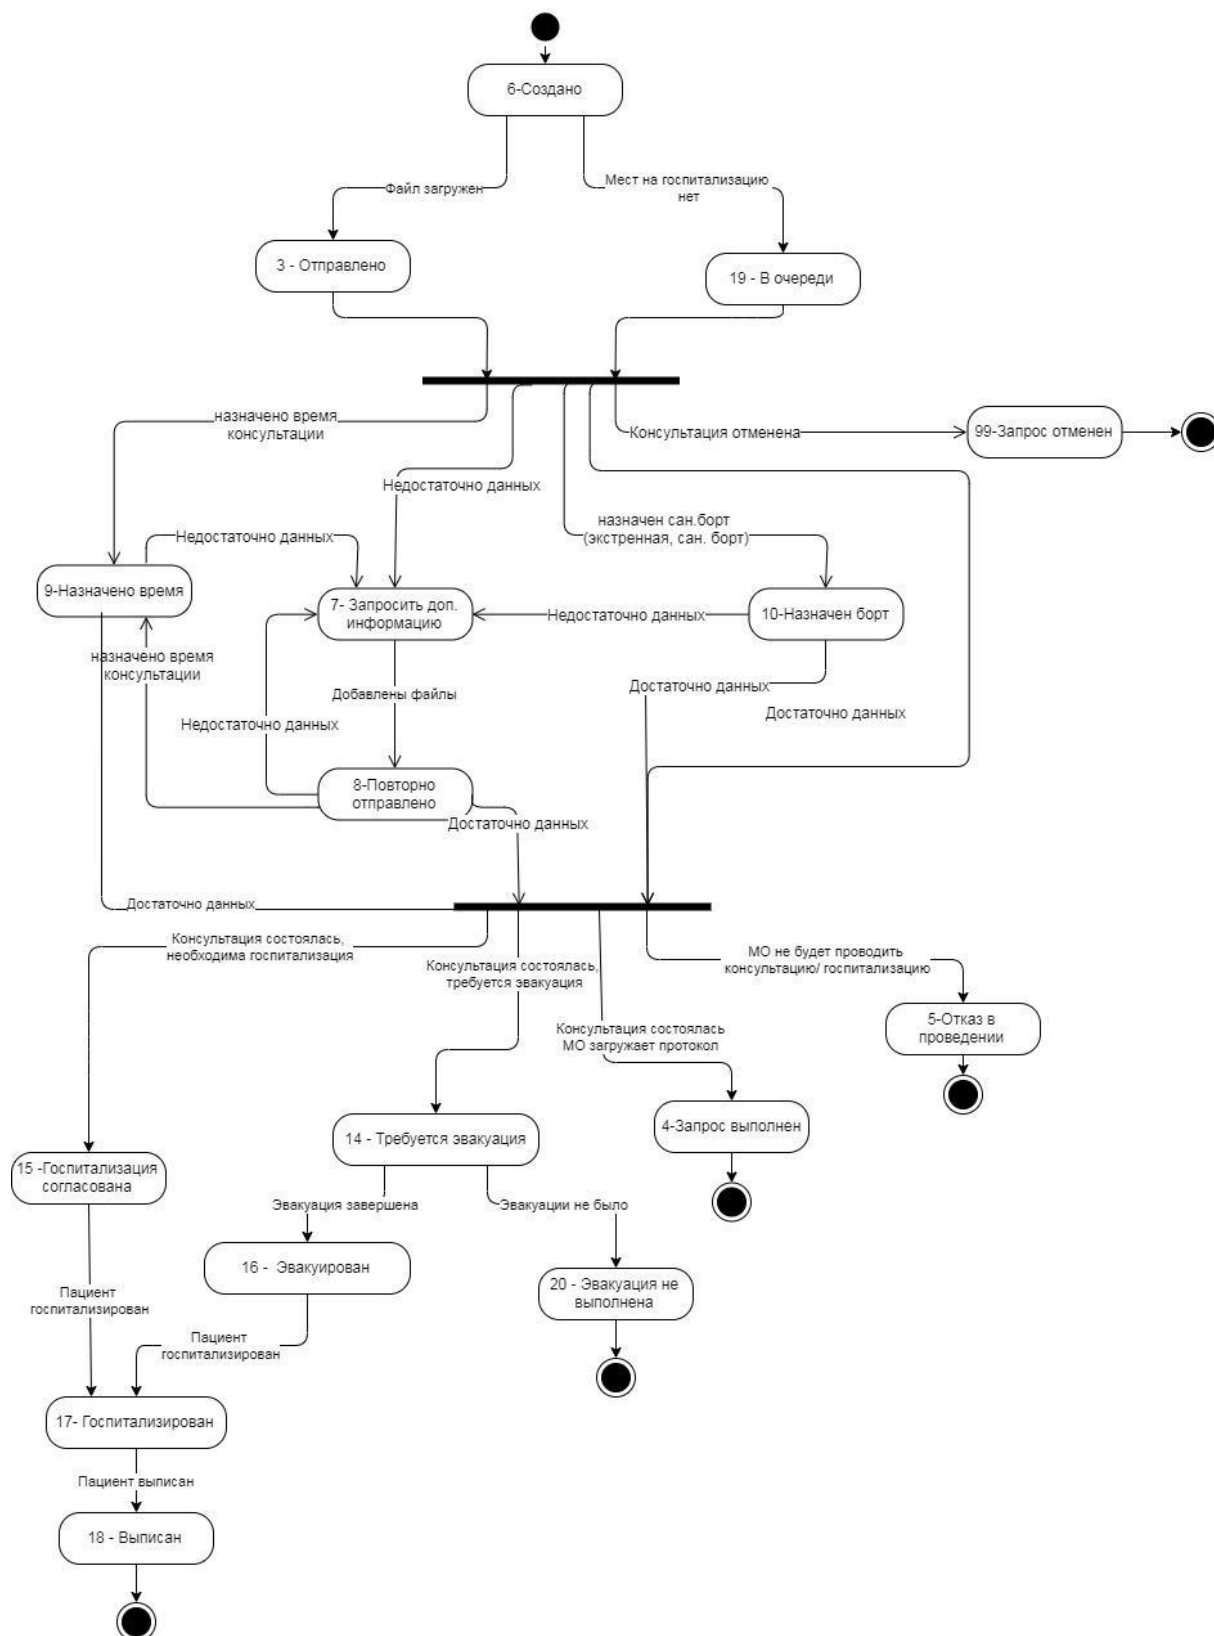 6-Создано
Файл загружен
Мест на госпитализацию
нет
3 - Отправлено
19 - В очереди
назначено время
консультации
Консультация отменена
99-Запрос отменен
Недостаточно данных
назначен сан.борт
(экстренная, сан. борт)
Недостаточно данных
9-Назначено время
7- Запросить доп.
информацию
Недостаточно данных
10-Назначен борт
назначено время
консультации
Добавлены файлы
Достаточно данных
Достаточно данных
Недостаточно данных
8-Повторно
отправлено
Достаточно данных
Достаточно данных
Консультация состоялась,
необходима госпитализация
Консультация состоялась,
требуется эвакуация
МО не будет проводить
консультацию/ госпитализацию
Консультация состоялась
МО загружает протокол
5-Отказ в
проведении
14 - Требуется эвакуация
4-Запрос выполнен
15 -Госпитализация
согласована
Эвакуация завершена
Эвакуации не было
16 - Эвакуирован
20 - Эвакуация не
выполнена
Пациент
госпитализирован
Пациент
госпитализирован
17- Госпитализирован
Пациент выписан
18 - Выписан